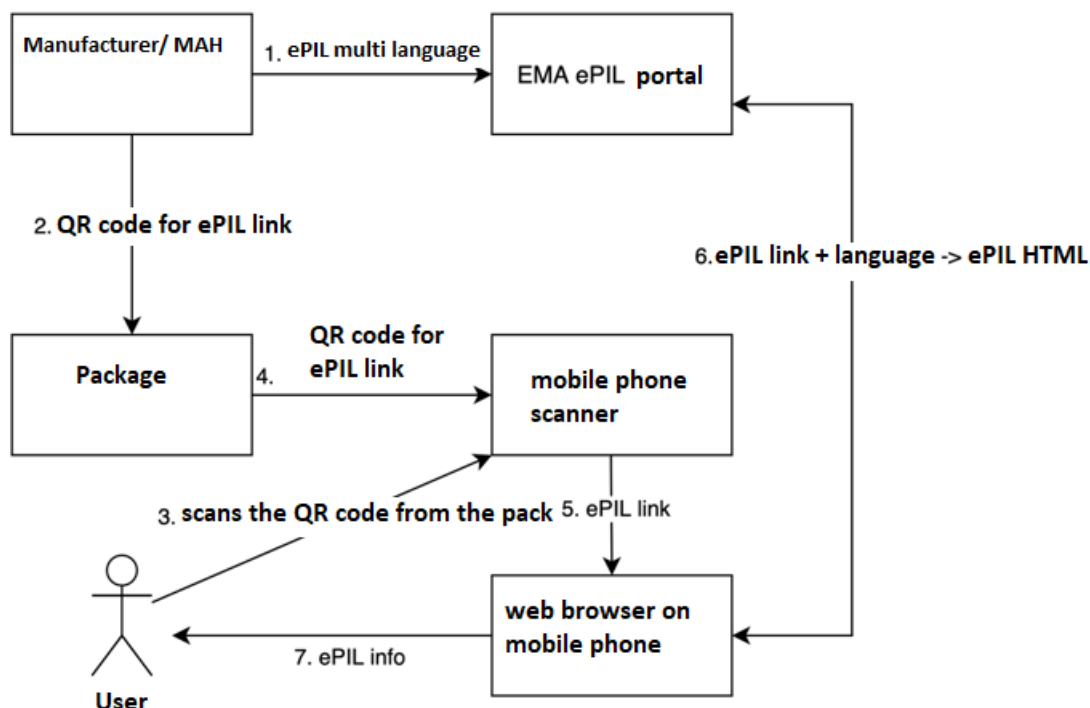 Manufacturer/ MAH
1. ePIL multi language
EMA ePIL portal
2. QR code for ePIL link
6.ePIL link + language -> ePIL HTML
Package
4.
QR code for
ePIL link
mobile phone
scanner
3. scans the QR code from the pack
5. ePIL link
web browser on
mobile phone
7. ePIL info
User